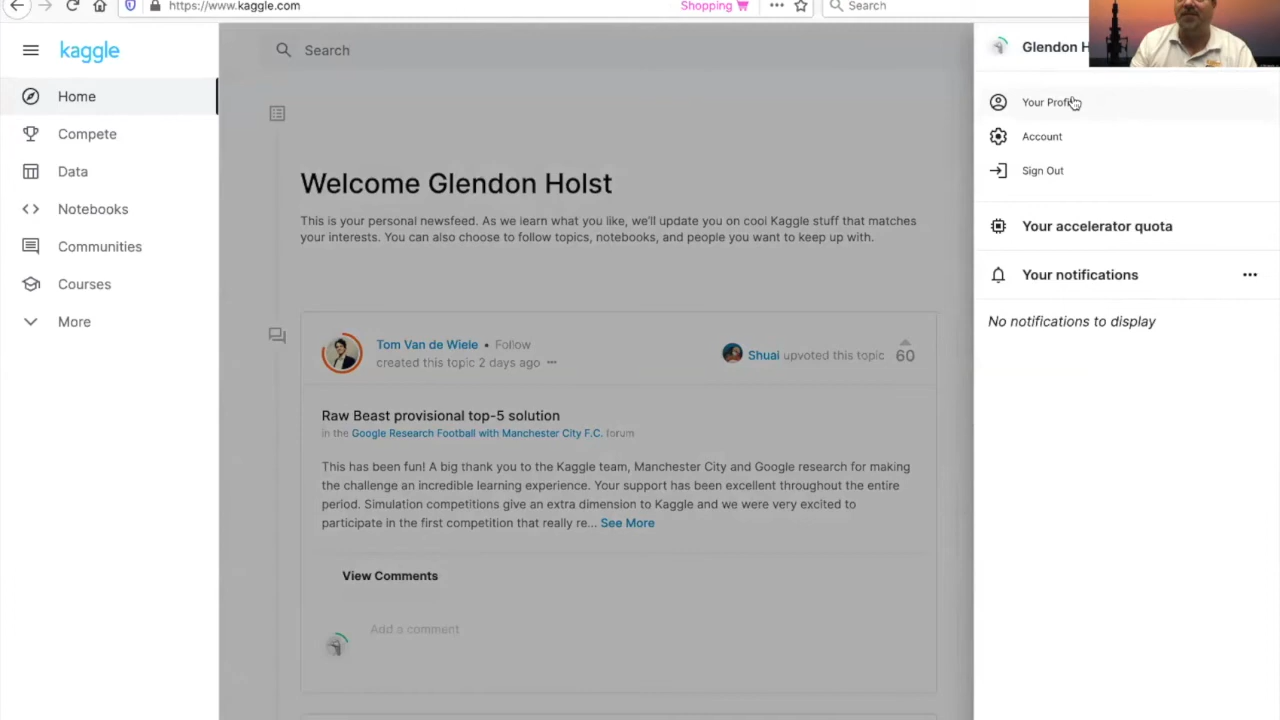 https://www.kaggle.com
Shopping
Search
kaggle
Home
Compete
Data
Notebooks
Communities
Courses
More
Search
Welcome Glendon Holst
This is your personal newsfeed. As we learn what you like, we'll update you on cool Kaggle stuff that matches
your interests. You can also choose to follow topics, notebooks, and people you want to keep up with.
Tom Van de Wiele • Follow
created this topic 2 days ago •••
Shuai upvoted this topic
60
Raw Beast provisional top-5 solution
in the Google Research Football with Manchester City F.C. forum
This has been fun! A big thank you to the Kaggle team, Manchester City and Google research for making
the challenge an incredible learning experience. Your support has been excellent throughout the entire
period. Simulation competitions give an extra dimension to Kaggle and we were very excited to
participate in the first competition that really re... See More
View Comments
Add a comment
Glendon H
Your Profile
Account
Sign Out
Your accelerator quota
Your notifications
No notifications to display